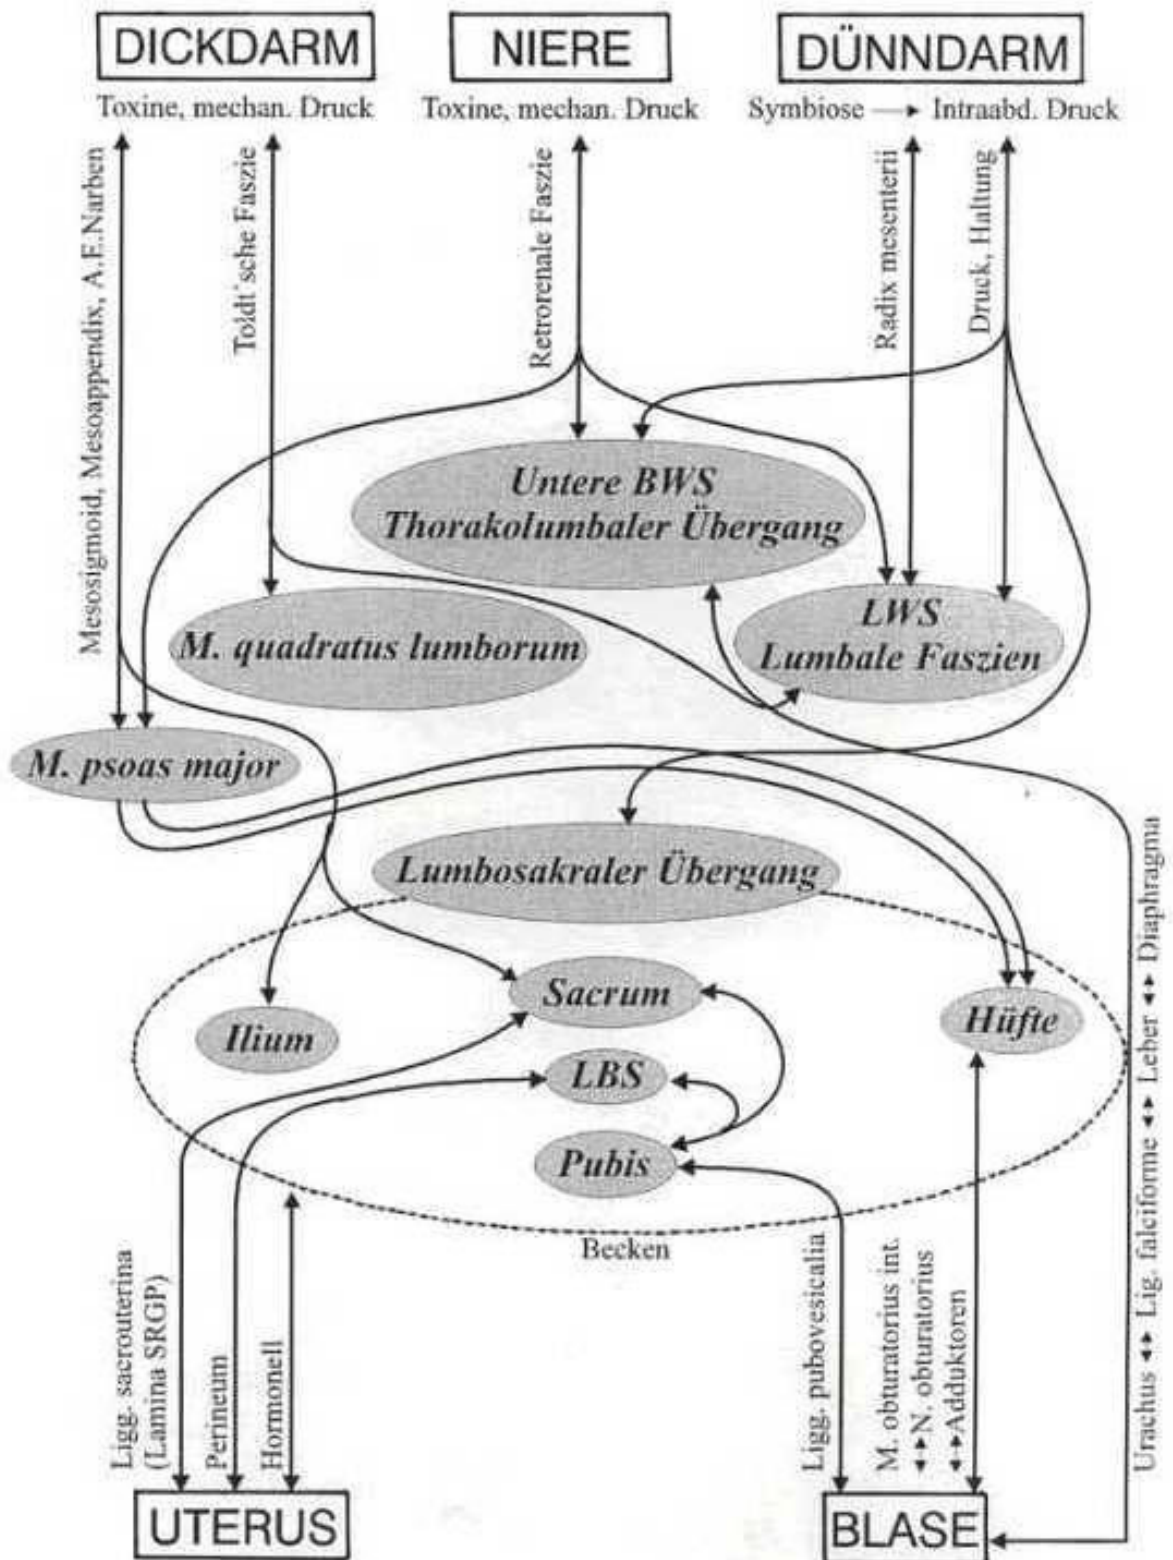 DICKDARM
NIERE
DÜNNDARM
Toxine, mechan. Druck
Toxine, mechan. Druck
Symbiose → Intraabd. Druck
Mesosigmoid, Mesoappendix, A.E.Narben
Toldt´sche Faszie
Retrorenale Faszie
Radix mesenterii
Druck, Haltung
Untere BWS
Thorakolumbaler Übergang
M. quadratus lumborum
LWS
Lumbale Faszien
M. psoas major
Lumbosakraler Übergang
Sacrum
Ilium
Hüfte
LBS
Pubis
Becken
Ligg. sacrouterina
(Lamina SRGP)
Perineum
Hormonell
Ligg. pubovesicalia
M. obturatorius int.
↔N. obturatorius
↔Adduktoren
Urachus ↔ Lig. falciforme ↔ Leber ↔ Diaphragma
UTERUS
BLASE